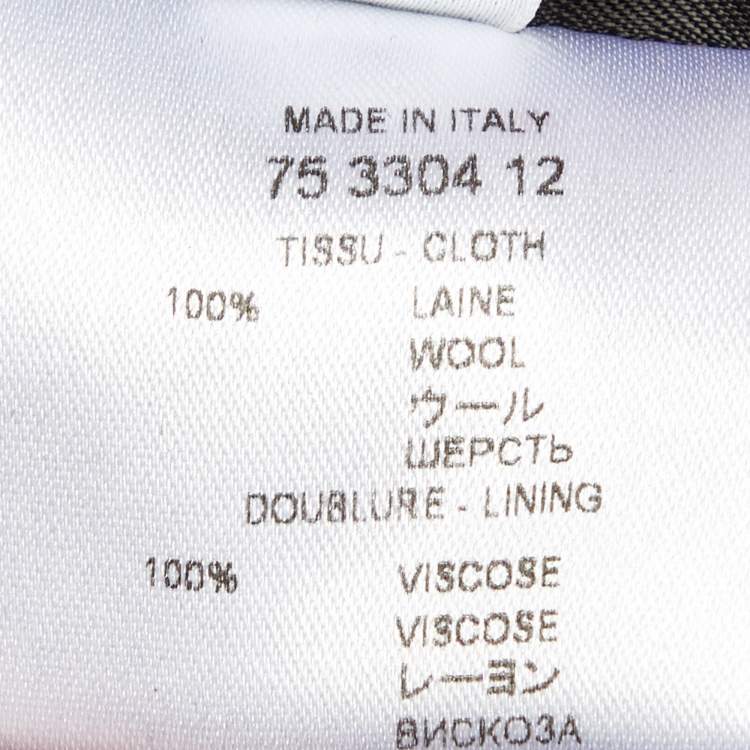 MADE IN ITALY
75 3304 12
TISSU - CLOTH
100% LAINE
WOOL
ウール
ШЕРСТЬ
DOUBLURE - LINING
100% VISCOSE
VISCOSE
レーヨン
ВИСКОЗА